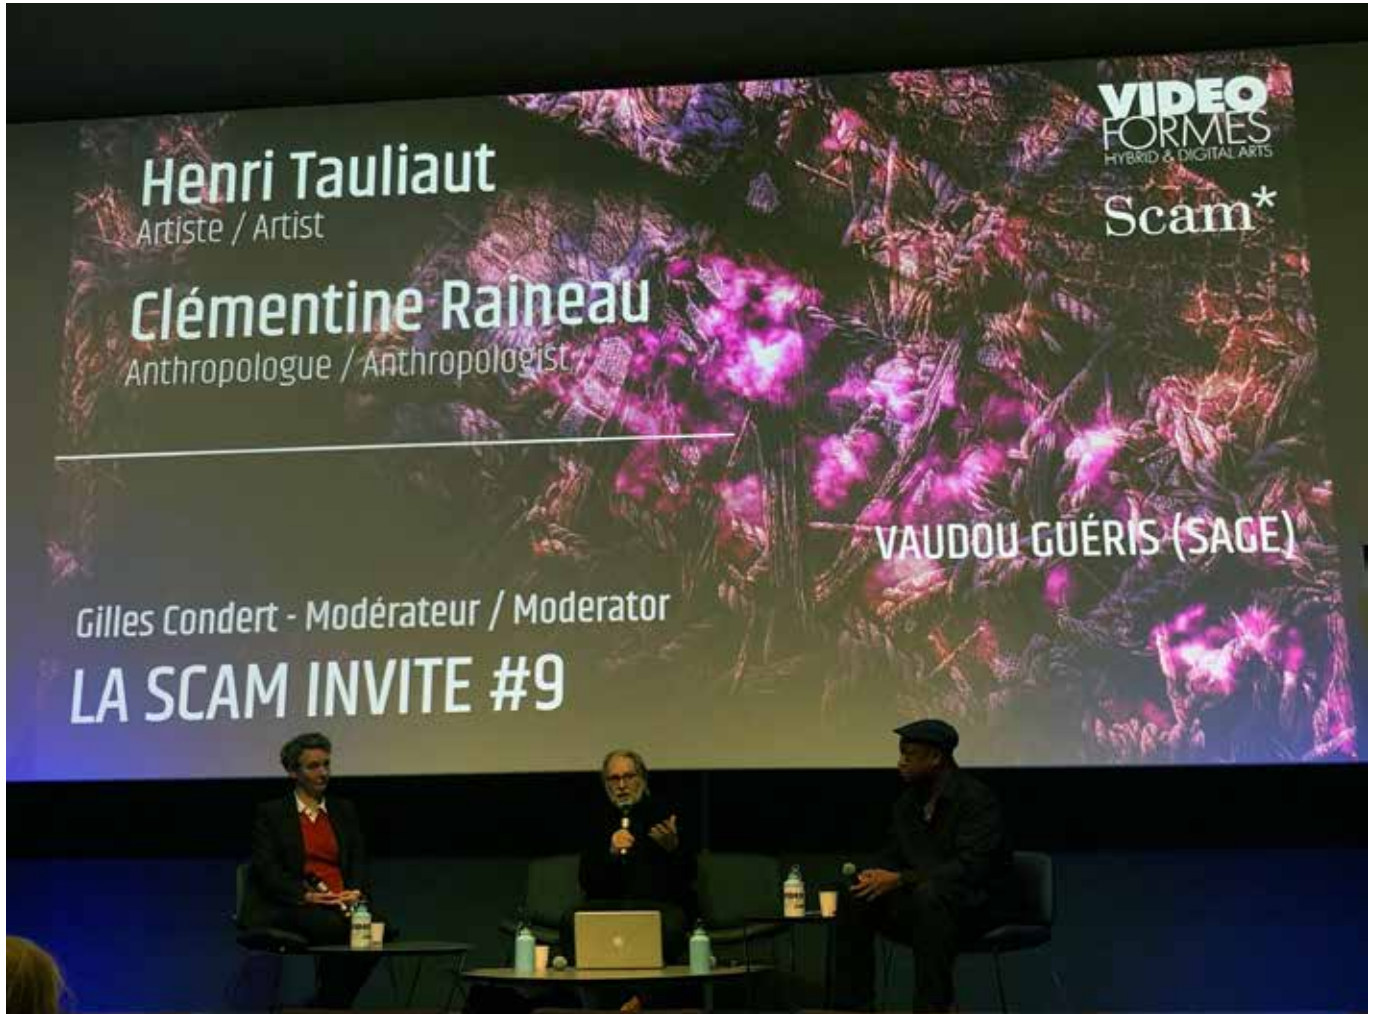 Henri Tauliaut
Artiste / Artist
Clémentine Raineau
Anthropologue / Anthropologist
VIDEO
FORMES
HYBRID & DIGITAL ARTS
Scam*
VAUDOU GUÉRIS (SAGE)
Gilles Condert - Modérateur / Moderator
LA SCAM INVITE #9